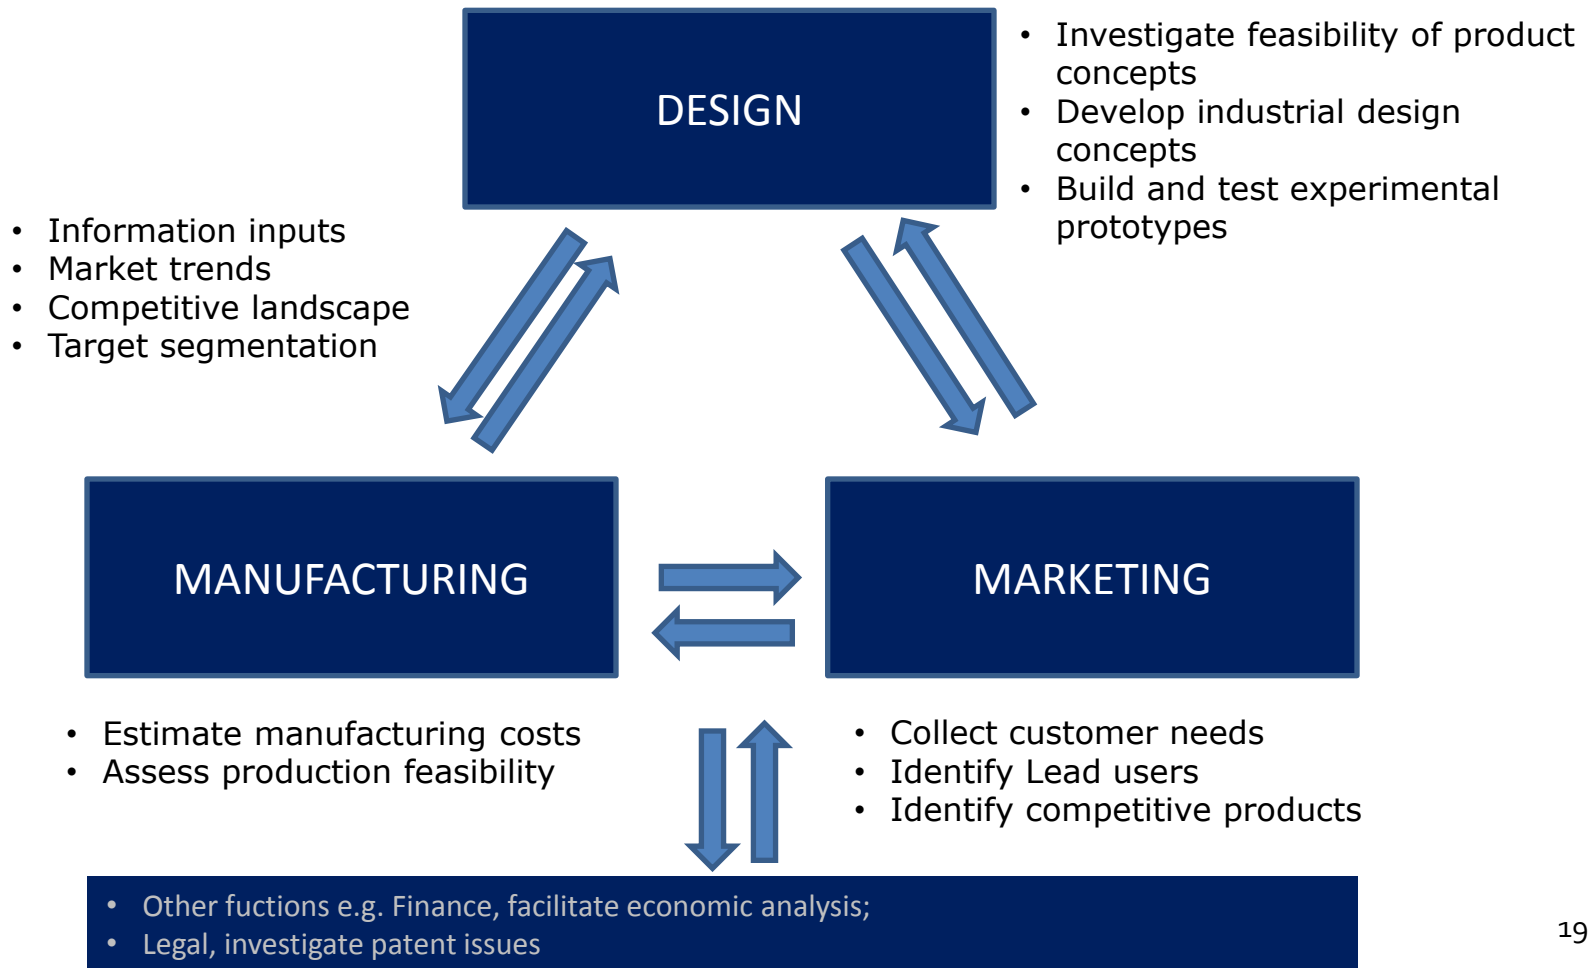 DESIGN
• Investigate feasibility of product
concepts
• Develop industrial design
concepts
• Build and test experimental
prototypes
• Information inputs
• Market trends
• Competitive landscape
• Target segmentation
MANUFACTURING
MARKETING
• Estimate manufacturing costs
• Assess production feasibility
• Collect customer needs
• Identify Lead users
• Identify competitive products
• Other fuctions e.g. Finance, facilitate economic analysis;
• Legal, investigate patent issues
19